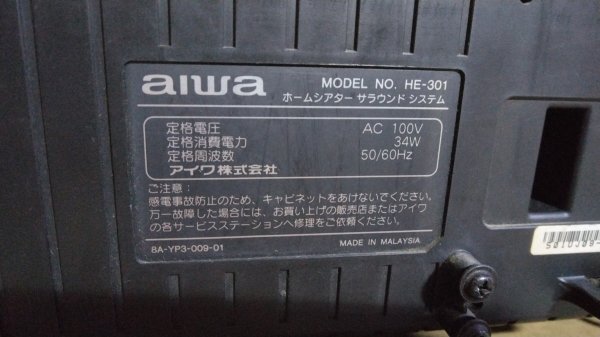 aiwa
MODEL NO. HE-301
ホームシアター サラウンド システム
定格電圧 AC 100V
定格消費電力 34W
定格周波数 50/60Hz
アイワ株式会社
ご注意：
感電事故防止のため、キャビネットをあけないでください。
万一故障した場合には、お買い上げの販売店またはアイワ
の各サービスステーションへ修理をご依頼ください。
8A-YP3-009-01
MADE IN MALAYSIA